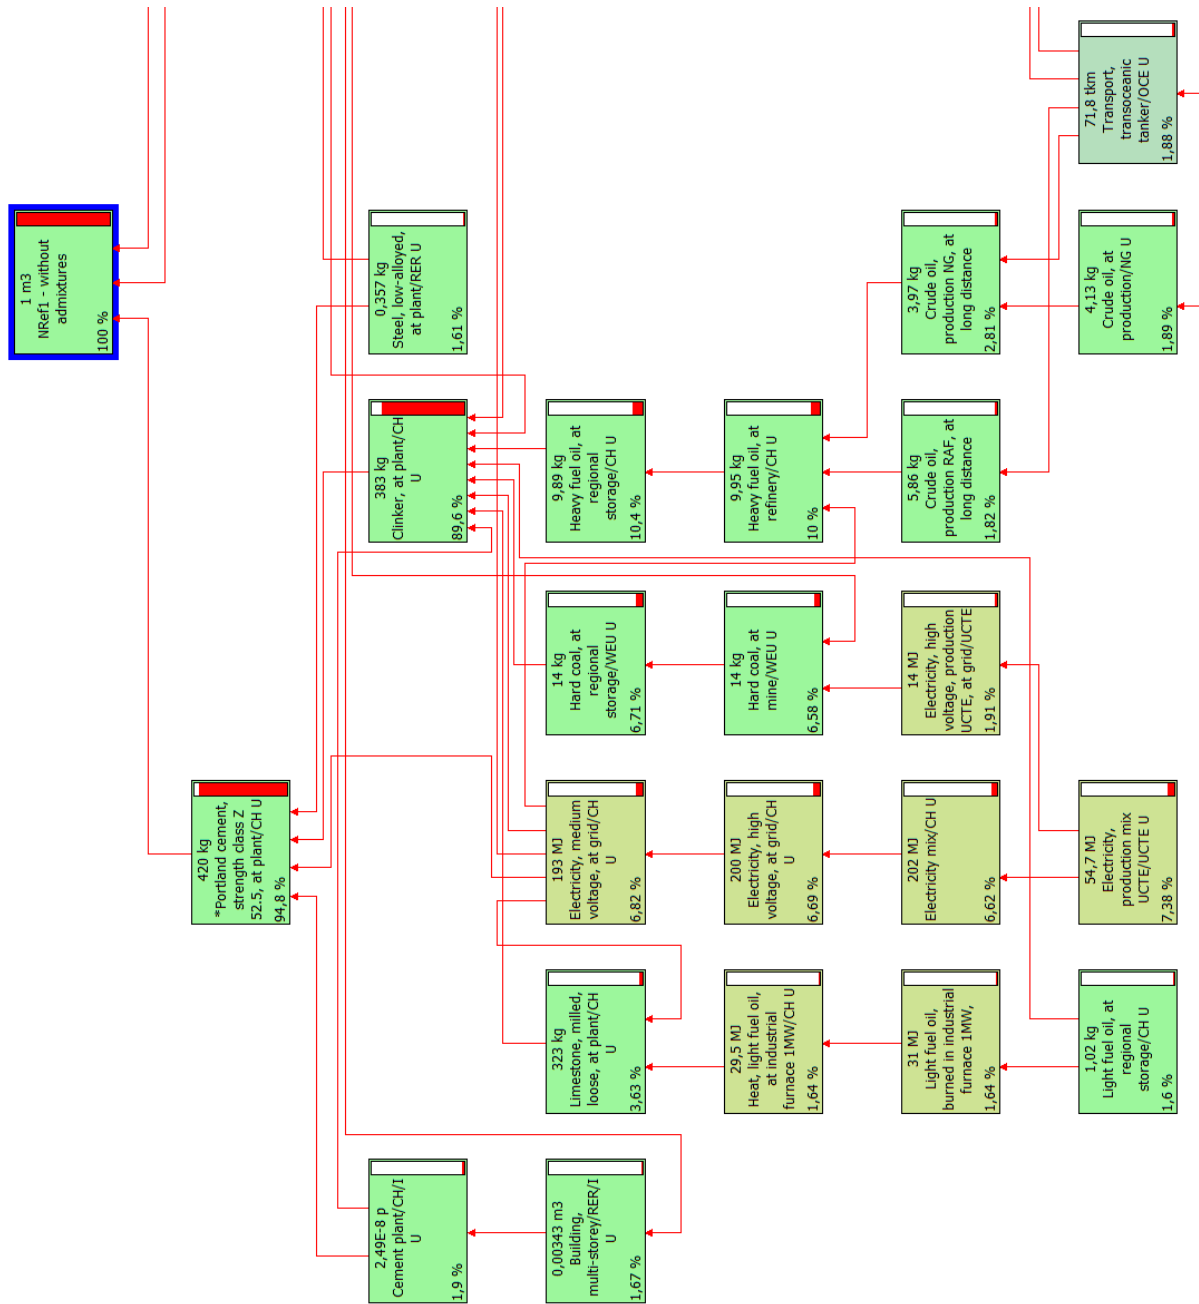 1 m3
NRef1 - without
admixtures
100 %
420 kg
*Portland cement,
strength class Z
52.5, at plant/CH U
94,8 %
2,49E-8 p
Cement plant/CH/I
U
1,9 %
383 kg
Clinker, at plant/CH
U
89,6 %
0,357 kg
Steel, low-alloyed,
at plant/RER U
1,61 %
0,00343 m3
Building,
multi-storey/RER/I
U
1,67 %
323 kg
Limestone, milled,
loose, at plant/CH
U
3,63 %
193 MJ
Electricity, medium
voltage, at grid/CH
U
6,82 %
14 kg
Hard coal, at
regional
storage/WEU U
6,71 %
9,89 kg
Heavy fuel oil, at
regional
storage/CH U
10,4 %
29,5 MJ
Heat, light fuel oil,
at industrial
furnace 1MW/CH U
1,64 %
200 MJ
Electricity, high
voltage, at grid/CH
U
6,69 %
14 kg
Hard coal, at
mine/WEU U
6,58 %
9,95 kg
Heavy fuel oil, at
refinery/CH U
10 %
31 MJ
Light fuel oil,
burned in industrial
furnace 1MW,
1,64 %
202 MJ
Electricity mix/CH U
6,62 %
14 MJ
Electricity, high
voltage, production
UCTE, at grid/UCTE
1,91 %
5,86 kg
Crude oil,
production RAF, at
long distance
1,82 %
3,97 kg
Crude oil,
production NG, at
long distance
2,81 %
1,02 kg
Light fuel oil, at
regional
storage/CH U
1,6 %
54,7 MJ
Electricity,
production mix
UCTE/UCTE U
7,38 %
4,13 kg
Crude oil, at
production/NG U
1,89 %
71,8 tkm
Transport,
transoceanic
tanker/OCE U
1,88 %